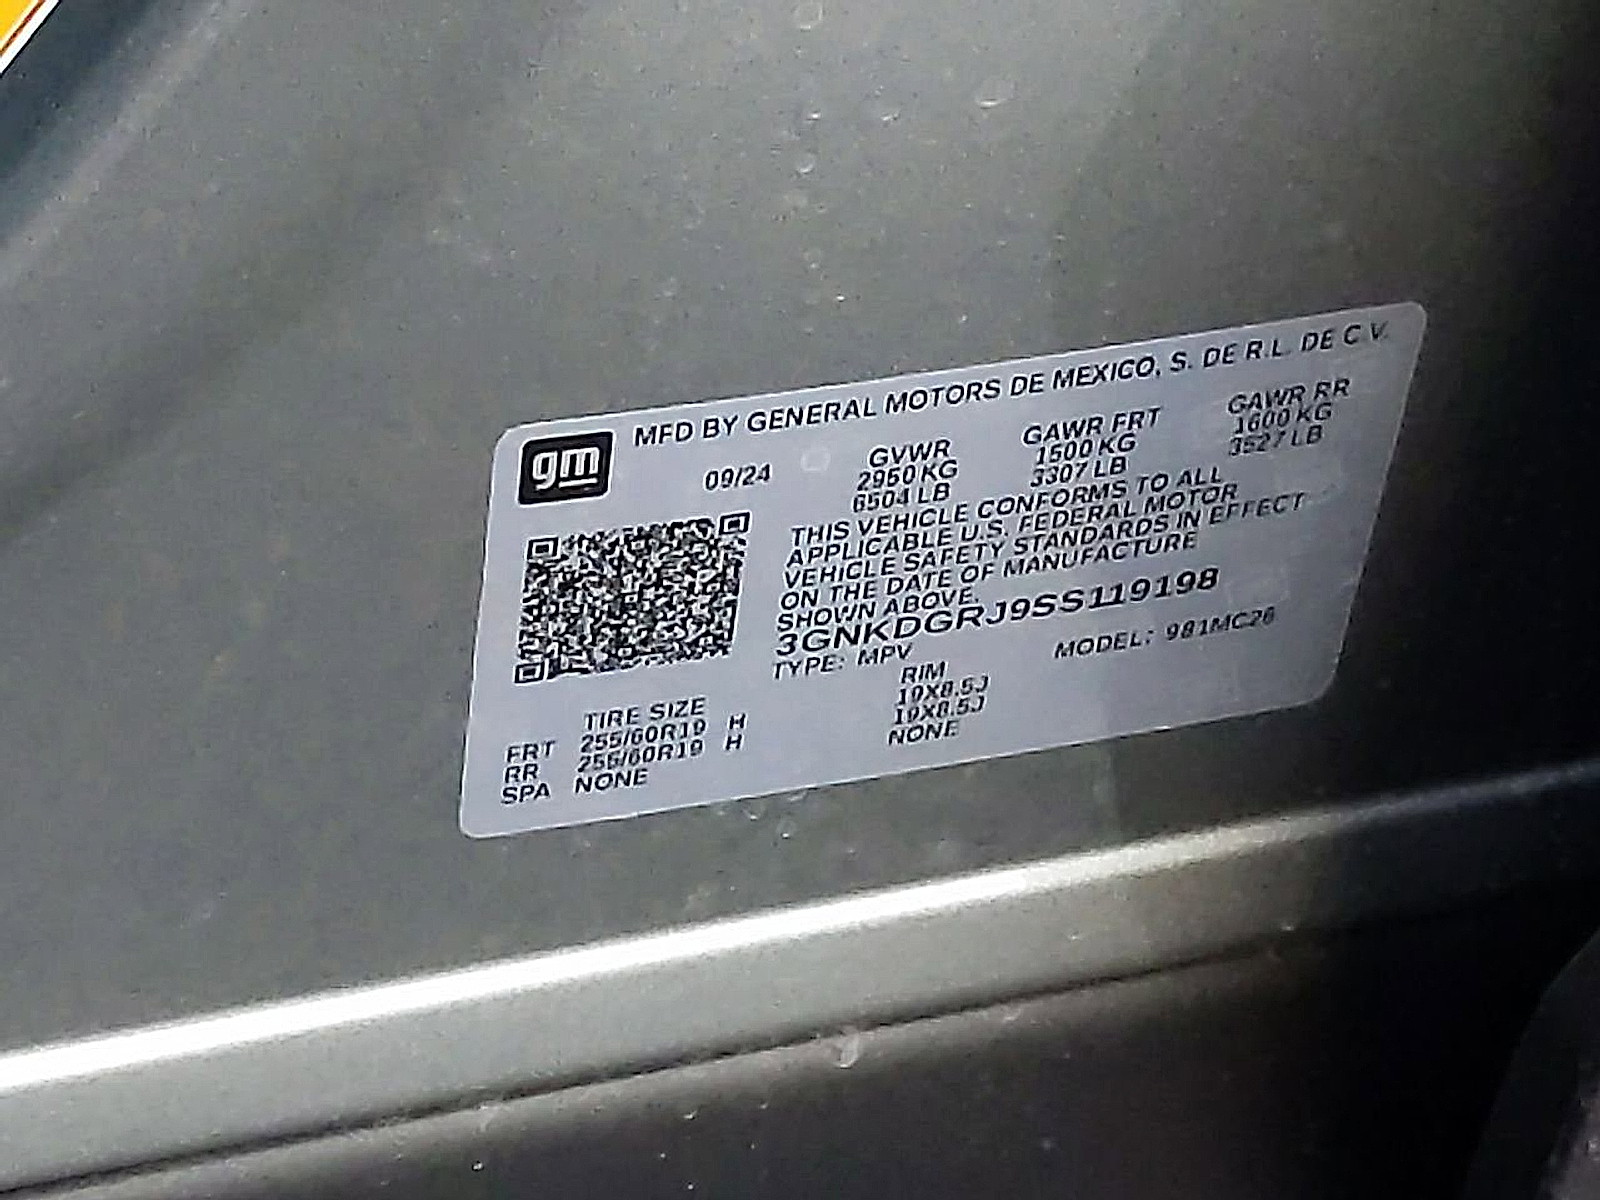 gm
MFD BY GENERAL MOTORS DE MEXICO, S. DE R.L. DE C.V.
09/24
GVWR GAWR FRT GAWR RR
2950 KG 1500 KG 1600 KG
6504 LB 3307 LB 3527 LB
THIS VEHICLE CONFORMS TO ALL
APPLICABLE U.S. FEDERAL MOTOR
VEHICLE SAFETY STANDARDS IN EFFECT
ON THE DATE OF MANUFACTURE
SHOWN ABOVE.
3GNKDGRJ9SS119198
TYPE: MPV MODEL: 981MC26
TIRE SIZE RIM
FRT 255/60R19 H 19X8.5J
RR 255/60R19 H 19X8.5J
SPA NONE NONE